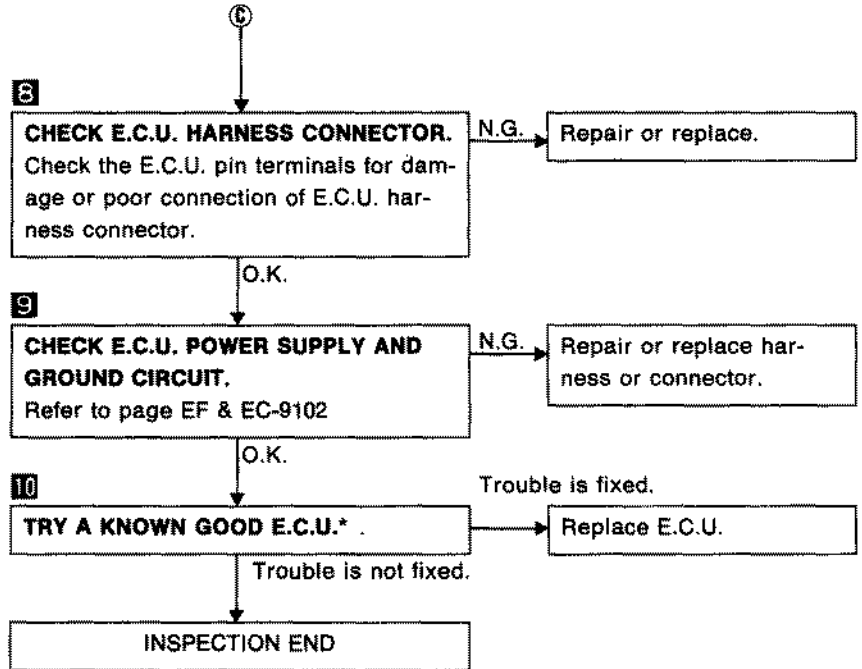 C
8
CHECK E.C.U. HARNESS CONNECTOR.
Check the E.C.U. pin terminals for dam-
age or poor connection of E.C.U. har-
ness connector.
N.G.
Repair or replace.
O.K.
9
CHECK E.C.U. POWER SUPPLY AND
GROUND CIRCUIT.
Refer to page EF & EC-9102
N.G.
Repair or replace har-
ness or connector.
O.K.
10
TRY A KNOWN GOOD E.C.U.* .
Trouble is fixed.
Replace E.C.U.
Trouble is not fixed.
INSPECTION END